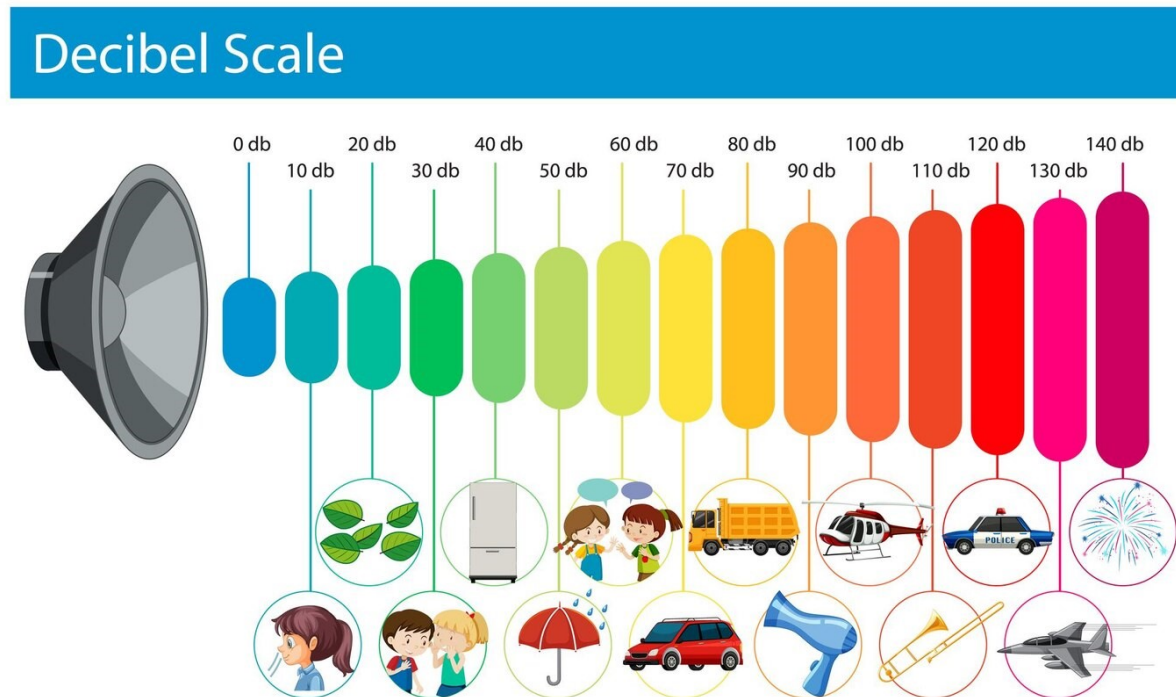 Decibel Scale
0 db
20 db
40 db
60 db
80 db
100 db
120 db
140 db
10 db
30 db
50 db
70 db
90 db
110 db
130 db
POLICE